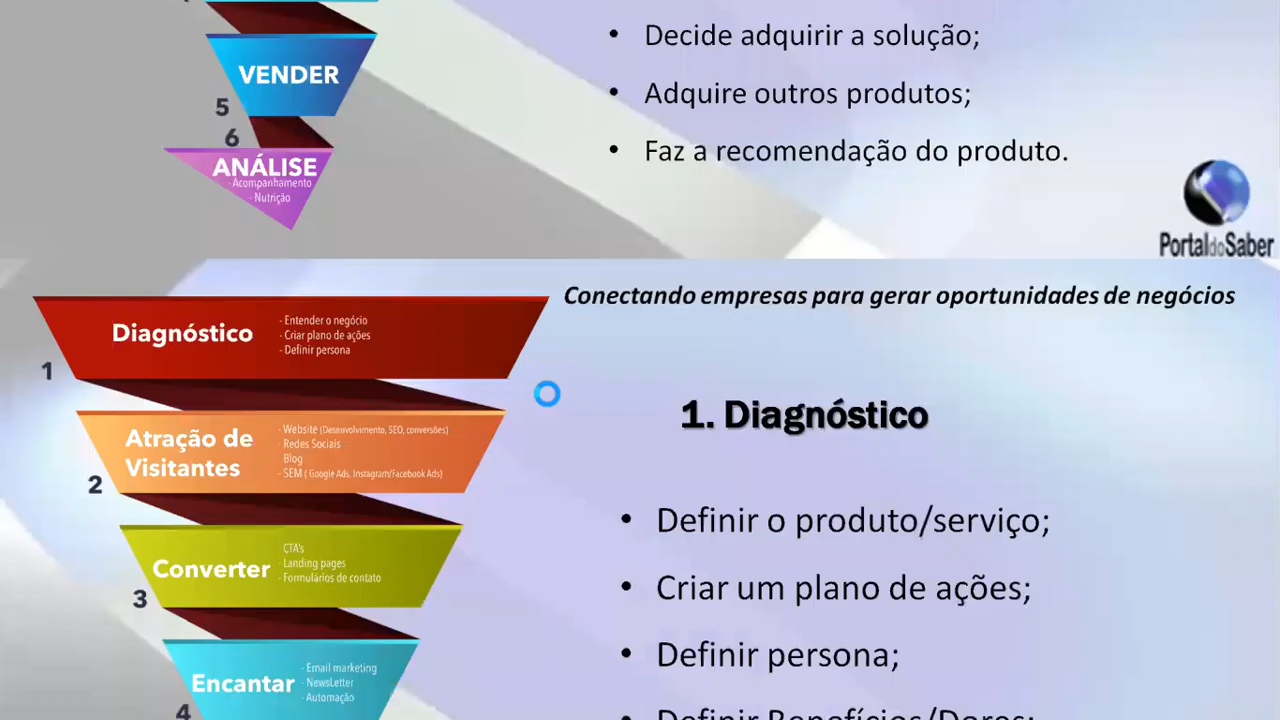 VENDER
5
6
ANÁLISE
- Acompanhamento
- Nutrição
• Decide adquirir a solução;
• Adquire outros produtos;
• Faz a recomendação do produto.
PortaldoSaber
Conectando empresas para gerar oportunidades de negócios
Diagnóstico
- Entender o negócio
- Criar plano de ações
- Definir persona
1
Atração de
Visitantes
- Website (Desenvolvimento, SEO, conversões)
- Redes Sociais
Blog
- SEM ( Google Ads, Instagram/Facebook Ads)
2
Converter
CTA's
- Landing pages
- Formulários de contato
3
Encantar
- Email marketing
- NewsLetter
- Automação
4
1. Diagnóstico
• Definir o produto/serviço;
• Criar um plano de ações;
• Definir persona;
• Definir Benefícios/Dores;